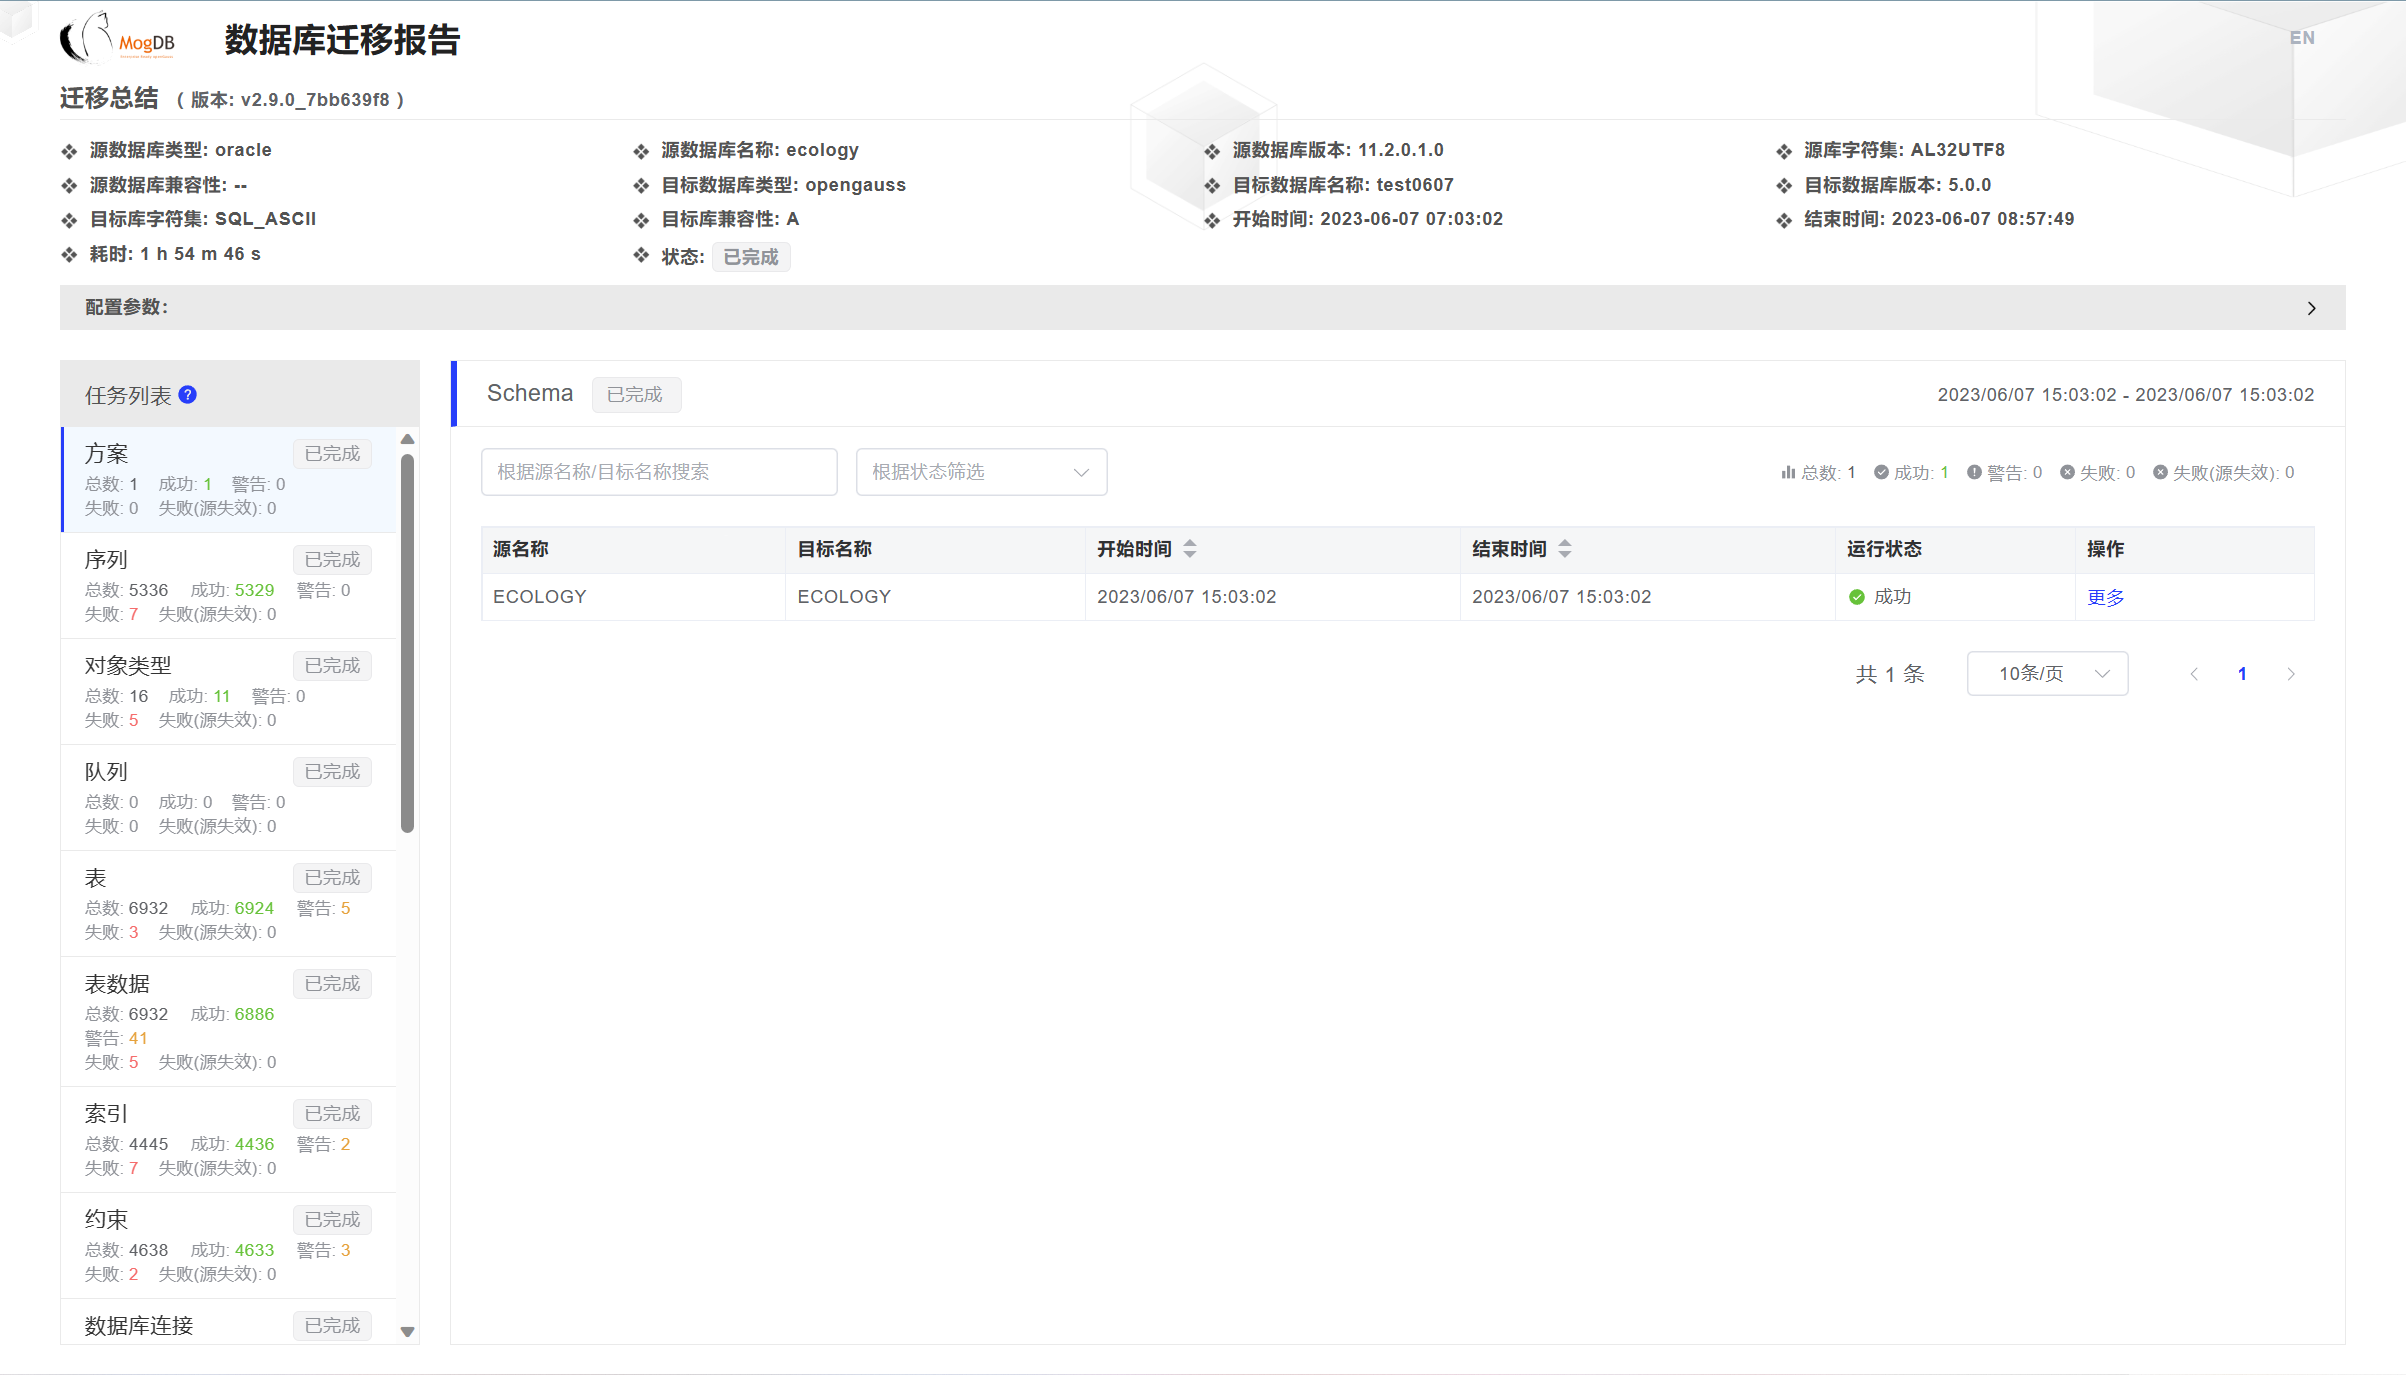 MogDB
数据库迁移报告
EN
迁移总结 ( 版本: v2.9.0_7bb639f8 )
源数据库类型: oracle
源数据库名称: ecology
源数据库版本: 11.2.0.1.0
源库字符集: AL32UTF8
源数据库兼容性: --
目标数据库类型: opengauss
目标数据库名称: test0607
目标数据库版本: 5.0.0
目标库字符集: SQL_ASCII
目标库兼容性: A
开始时间: 2023-06-07 07:03:02
结束时间: 2023-06-07 08:57:49
耗时: 1 h 54 m 46 s
状态: 已完成
配置参数:
任务列表 ?
方案 已完成
总数: 1 成功: 1 警告: 0
失败: 0 失败(源失效): 0
序列 已完成
总数: 5336 成功: 5329 警告: 0
失败: 7 失败(源失效): 0
对象类型 已完成
总数: 16 成功: 11 警告: 0
失败: 5 失败(源失效): 0
队列 已完成
总数: 0 成功: 0 警告: 0
失败: 0 失败(源失效): 0
表 已完成
总数: 6932 成功: 6924 警告: 5
失败: 3 失败(源失效): 0
表数据 已完成
总数: 6932 成功: 6886
警告: 41
失败: 5 失败(源失效): 0
索引 已完成
总数: 4445 成功: 4436 警告: 2
失败: 7 失败(源失效): 0
约束 已完成
总数: 4638 成功: 4633 警告: 3
失败: 2 失败(源失效): 0
数据库连接 已完成
Schema 已完成 2023/06/07 15:03:02 - 2023/06/07 15:03:02
根据源名称/目标名称搜索 根据状态筛选 总数: 1 成功: 1 警告: 0 失败: 0 失败(源失效): 0
源名称 目标名称 开始时间 结束时间 运行状态 操作
ECOLOGY ECOLOGY 2023/06/07 15:03:02 2023/06/07 15:03:02 成功 更多
共 1 条 10条/页 1